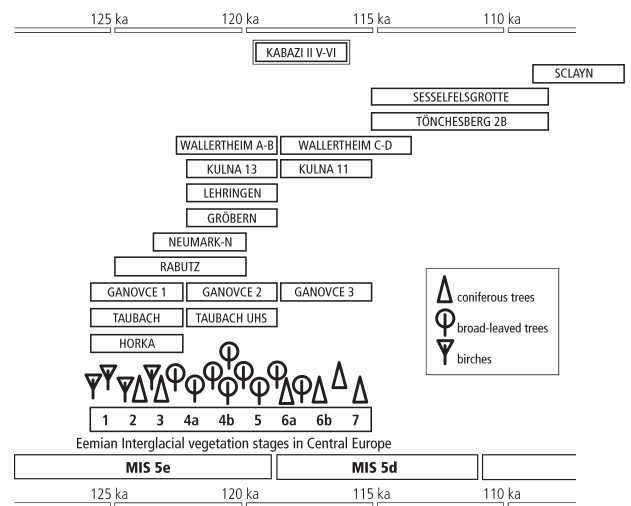 125 ka 120 ka 115 ka 110 ka
KABAZI II V-VI
SCLAYN
SESSELFELSGROTTE
TÖNCHESBERG 2B
WALLERTHEIM A-B WALLERTHEIM C-D
KULNA 13 KULNA 11
LEHRINGEN
GRÖBERN
NEUMARK-N
RABUTZ
GANOVCE 1 GANOVCE 2 GANOVCE 3
TAUBACH TAUBACH UHS
HORKA
coniferous trees
broad-leaved trees
birches
1 2 3 4a 4b 5 6a 6b 7
Eemian Interglacial vegetation stages in Central Europe
MIS 5e MIS 5d
125 ka 120 ka 115 ka 110 ka